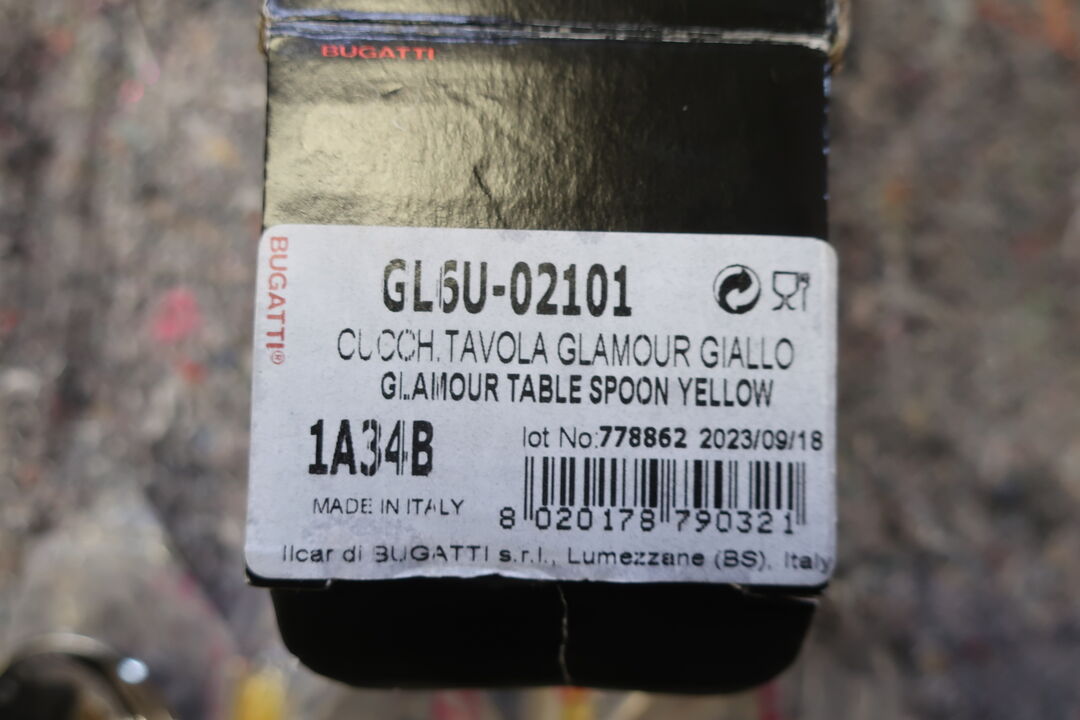 BUGATTI
BUGATTI®
GL6U-02101
CUCCH.TAVOLA GLAMOUR GIALLO
GLAMOUR TABLE SPOON YELLOW
1A34B
lot No:778862 2023/09/18
MADE IN ITALY
8 020178 790321
Ilcar di BUGATTI s.r.l., Lumezzane (BS), Italy